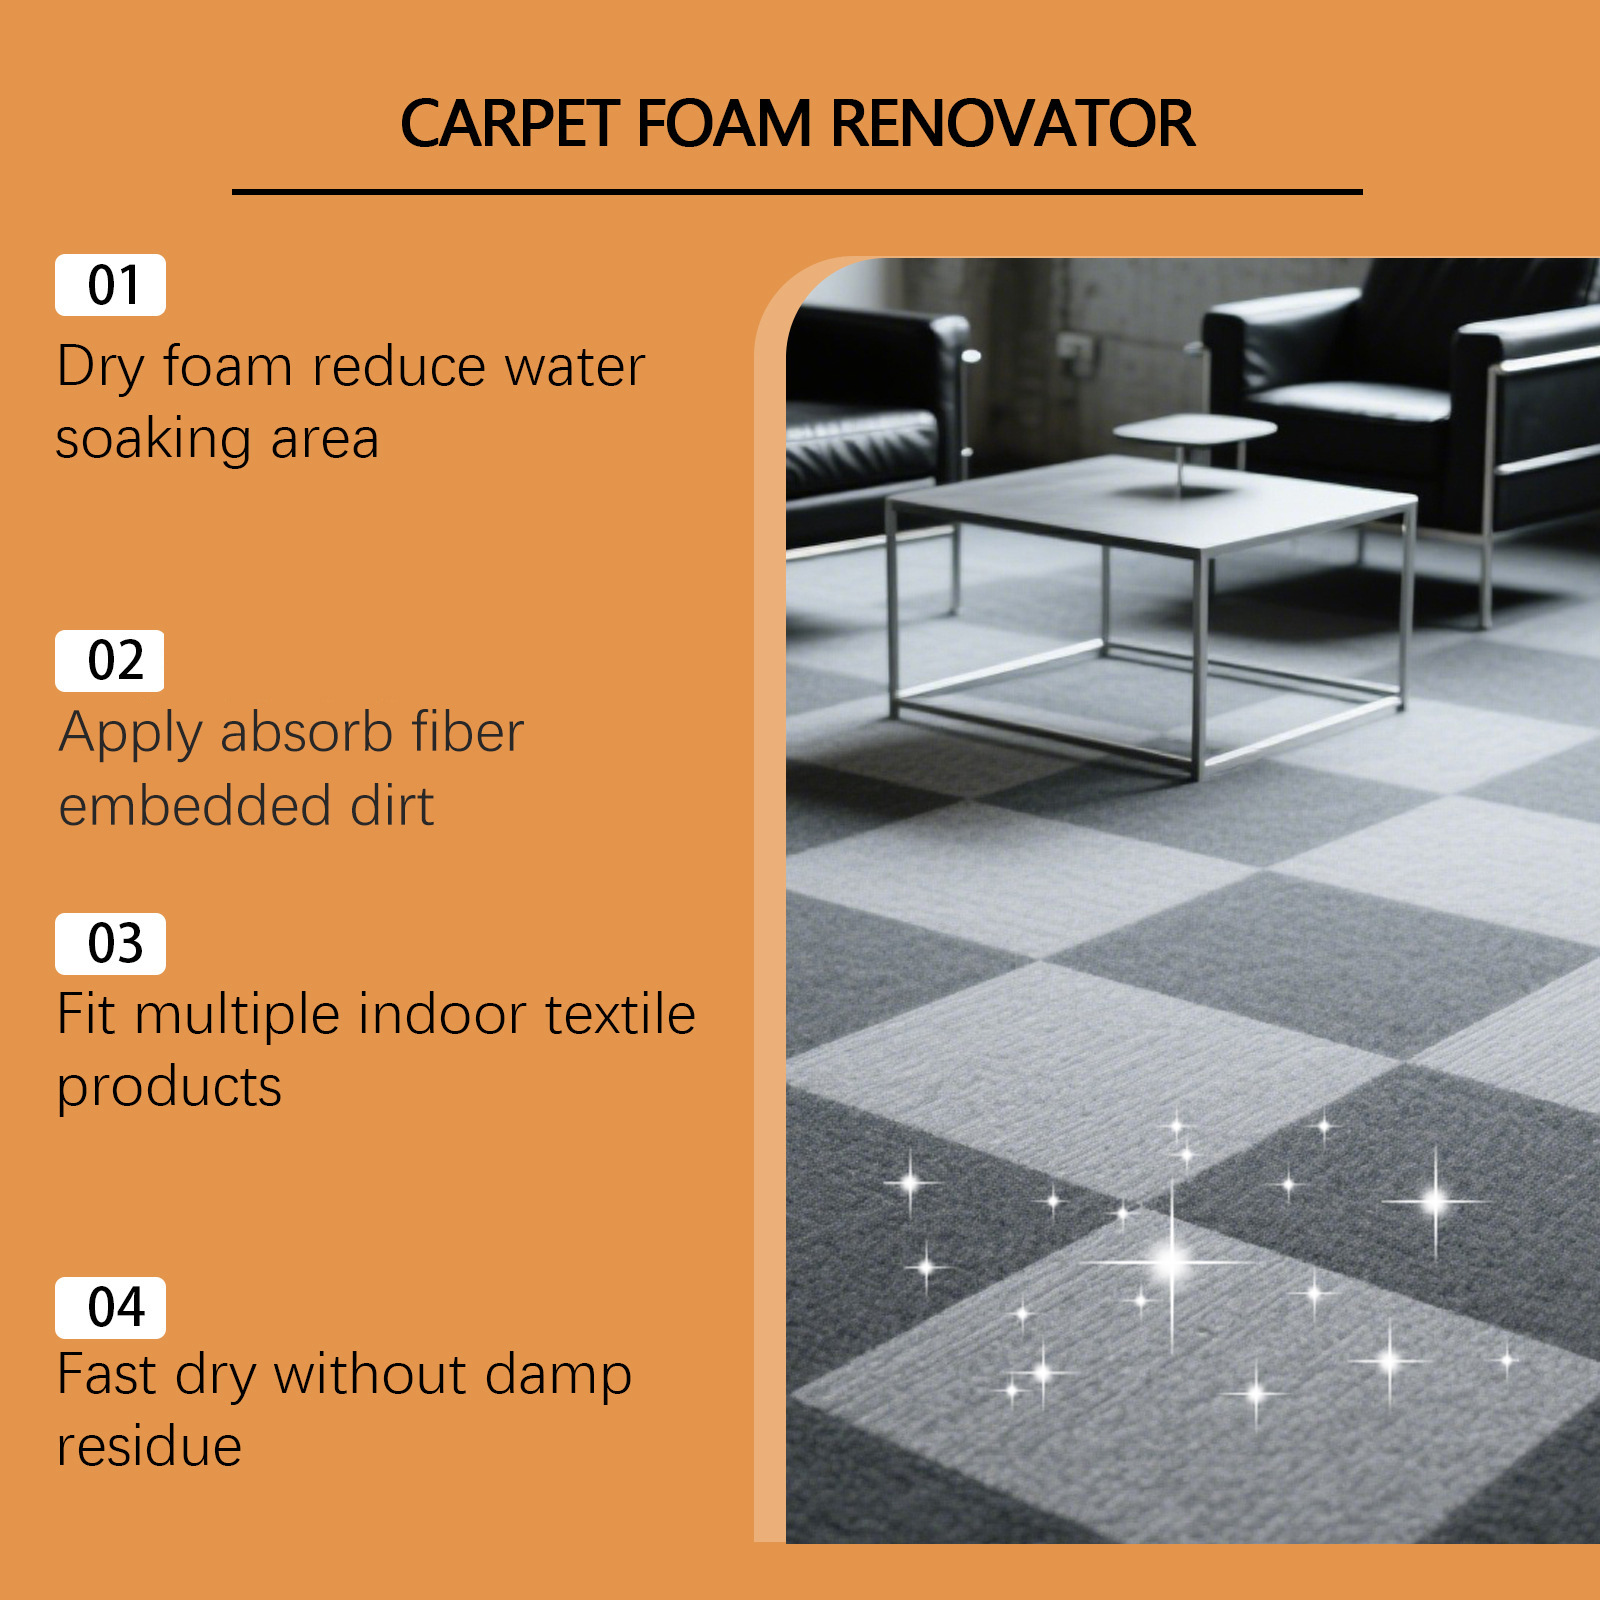 CARPET FOAM RENOVATOR
01
Dry foam reduce water
soaking area
02
Apply absorb fiber
embedded dirt
03
Fit multiple indoor textile
products
04
Fast dry without damp
residue